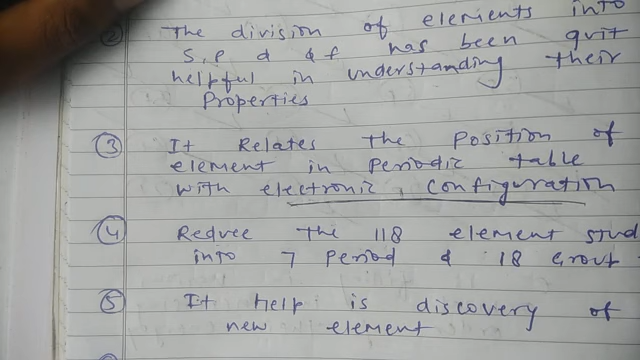 ② The division of elements into
s, p d & f has been quit
helpful in understanding their
Properties
③ It Relates the Position of
element in Periodic table
with electronic, configuration
④ Reduce the 118 element stud
into 7 Period & 18 Group
⑤ It help is discovery of
new element